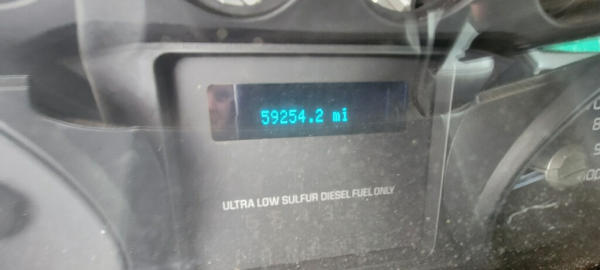 59254.2 mi
ULTRA LOW SULFUR DIESEL FUEL ONLY